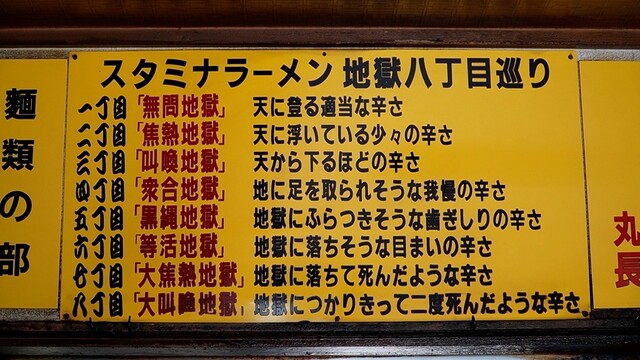 麺類の部
スタミナラーメン 地獄八丁目巡り
一丁目「無間地獄」 天に登る適当な辛さ
二丁目「焦熱地獄」 天に浮いている少々の辛さ
三丁目「叫喚地獄」 天から下るほどの辛さ
四丁目「衆合地獄」 地に足を取られそうな我慢の辛さ
五丁目「黒縄地獄」 地獄にふらつきそうな歯ぎしりの辛さ
六丁目「等活地獄」 地獄に落ちそうな目まいの辛さ
七丁目「大焦熱地獄」 地獄に落ちて死んだような辛さ
八丁目「大叫喚地獄」 地獄につかりきって二度死んだような辛さ
丸長